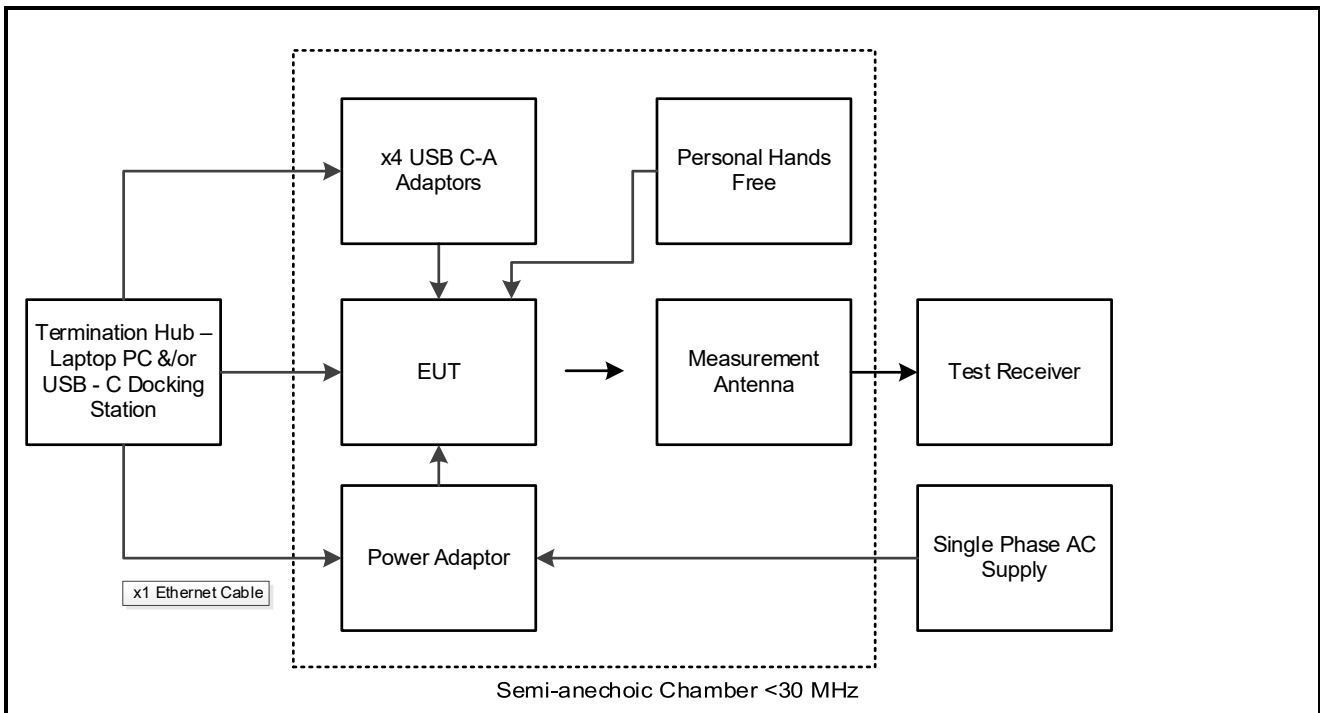 x4 USB C-A
Adaptors
Personal Hands
Free
Termination Hub –
Laptop PC &/or
USB - C Docking
Station
EUT
Measurement
Antenna
Test Receiver
Power Adaptor
Single Phase AC
Supply
x1 Ethernet Cable
Semi-anechoic Chamber <30 MHz